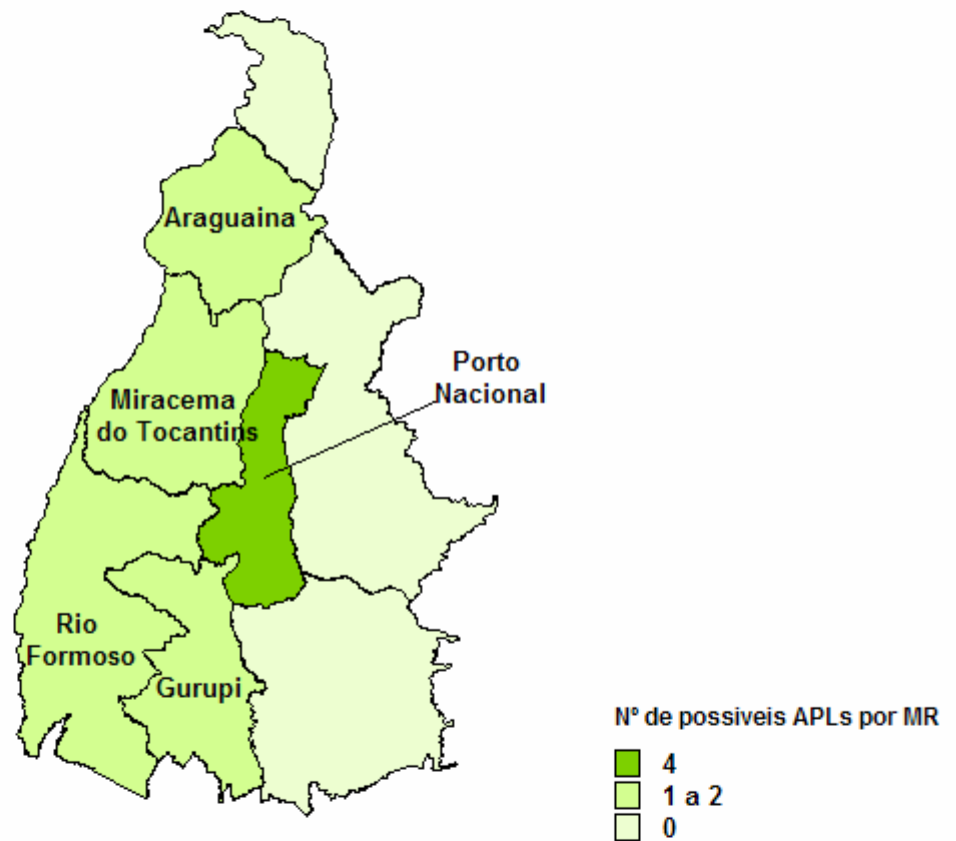 Araguaina
Porto
Nacional
Miracema
do Tocantins
Rio
Formoso
Gurupi
Nº de possiveis APLs por MR
4
1 a 2
0